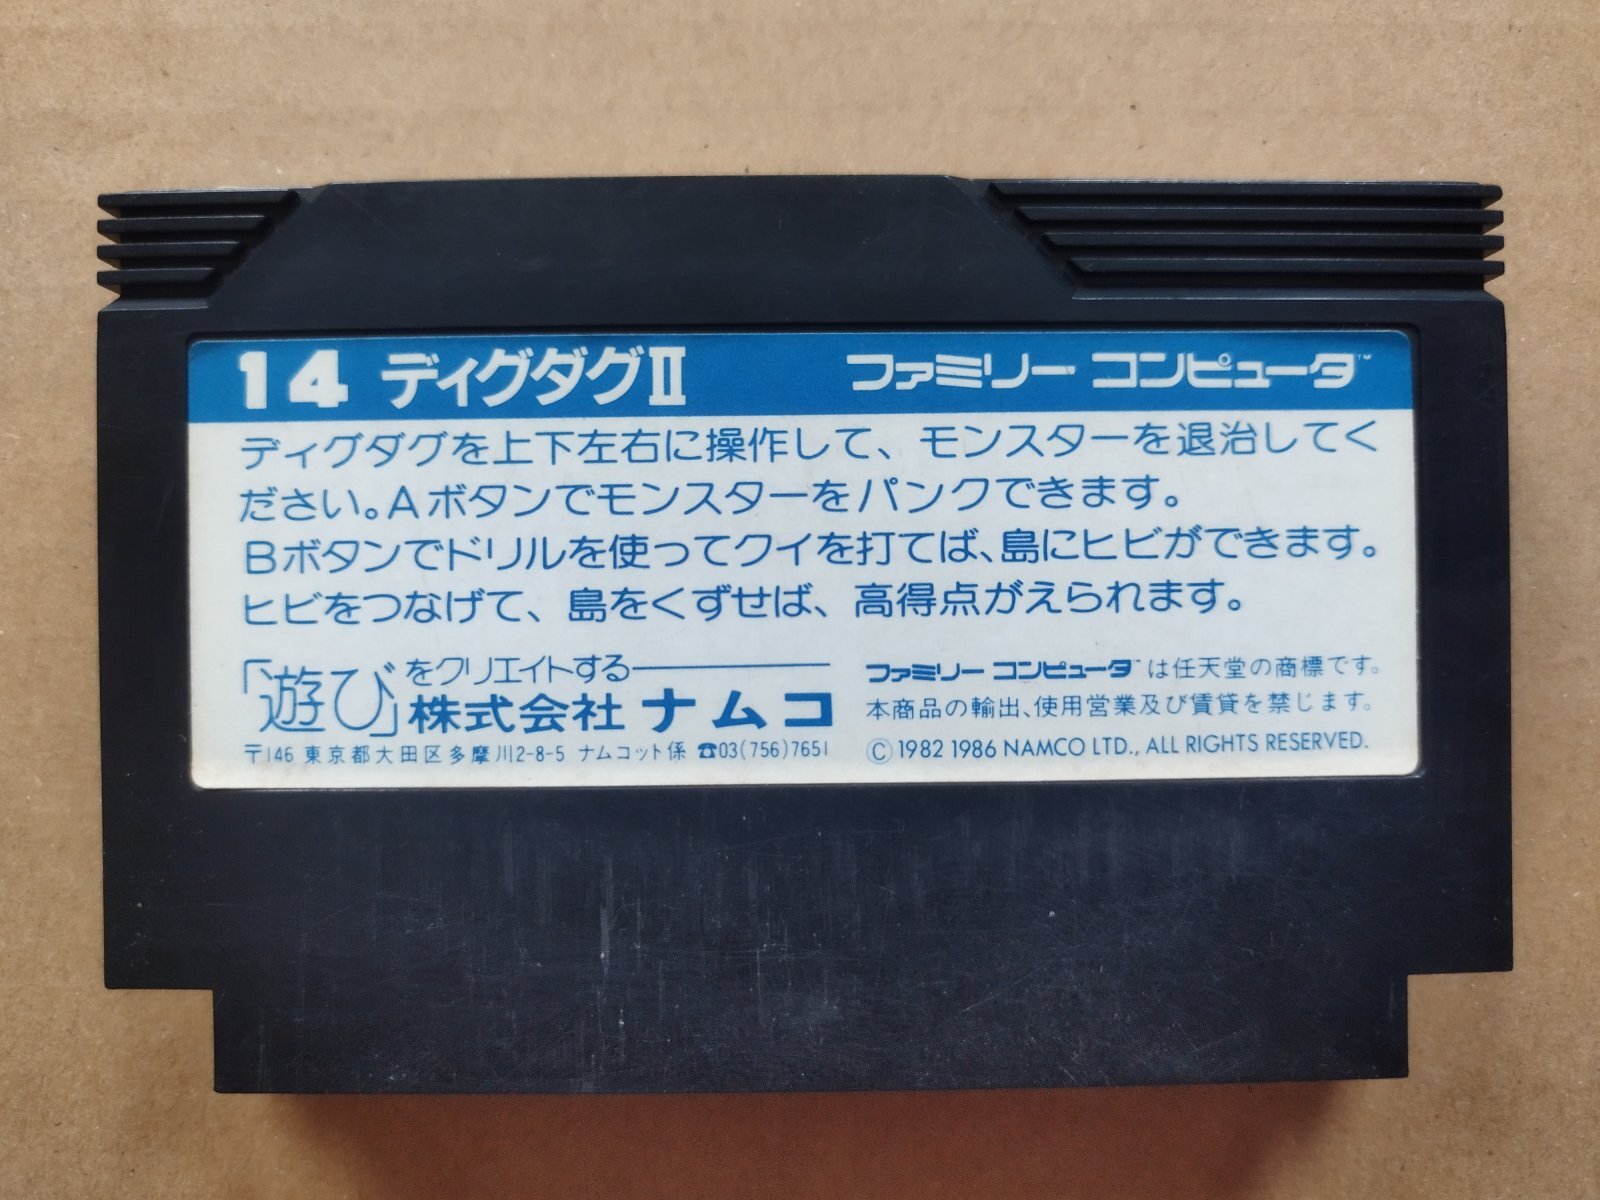 14 ディグダグII ファミリー コンピュータ™
ディグダグを上下左右に操作して、モンスターを退治してく
ださい。Aボタンでモンスターをパンクできます。
Bボタンでドリルを使ってクイを打てば、島にヒビができます。
ヒビをつなげて、島をくずせば、高得点がえられます。
「遊び」をクリエイトする
株式会社 ナムコ
〒146 東京都大田区多摩川2-8-5 ナムコット係 ☎03(756)7651
ファミリー コンピュータ™は任天堂の商標です。
本商品の輸出、使用営業及び賃貸を禁じます。
© 1982 1986 NAMCO LTD., ALL RIGHTS RESERVED.